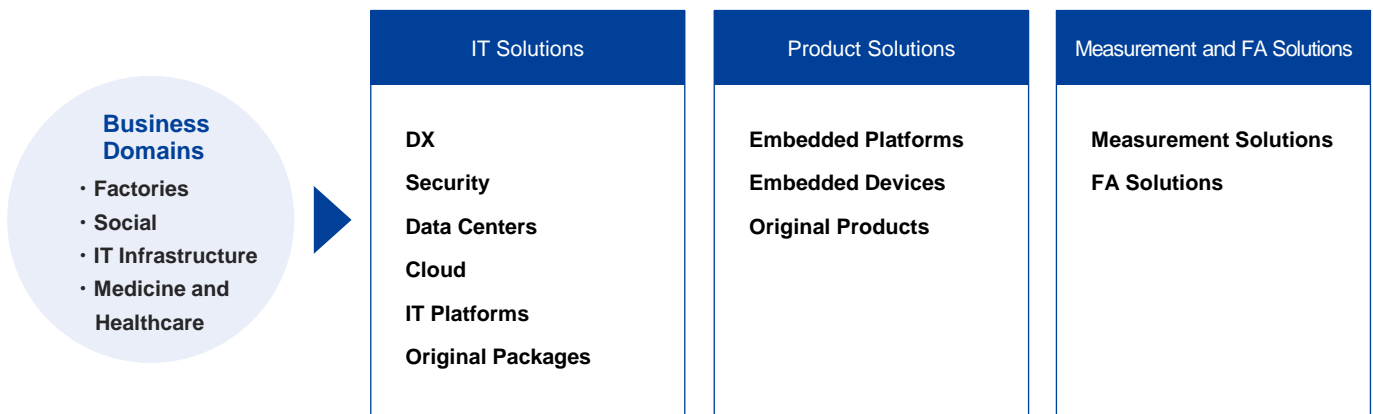 Business
Domains
・Factories
・Social
・IT Infrastructure
・Medicine and
Healthcare
IT Solutions
DX
Security
Data Centers
Cloud
IT Platforms
Original Packages
Product Solutions
Embedded Platforms
Embedded Devices
Original Products
Measurement and FA Solutions
Measurement Solutions
FA Solutions